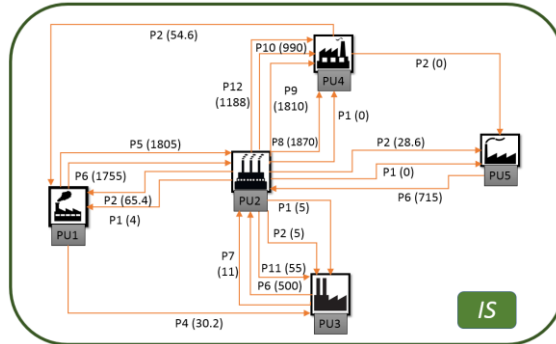 P2 (54.6)
P10 (990)
P2 (0)
P12
(1188)
P9
(1810)
PU4
P1 (0)
P5 (1805)
P8 (1870)
P2 (28.6)
P6 (1755)
P1 (0)
PU5
P2 (65.4)
PU2
P6 (715)
P1 (4)
P1 (5)
PU1
P7
(11)
P2 (5)
P11 (55)
P6 (500)
IS
P4 (30.2)
PU3